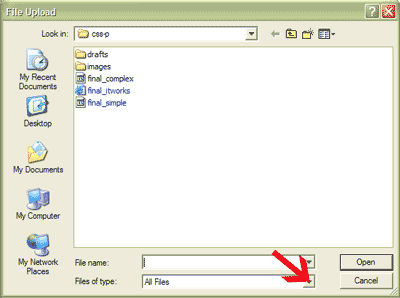 File Upload
Look in:
css-p
My Recent
Documents
Desktop
My Documents
My Computer
My Network
Places
drafts
images
final_complex
final_itworks
final_simple
File name:
Open
Files of type:
All Files
Cancel